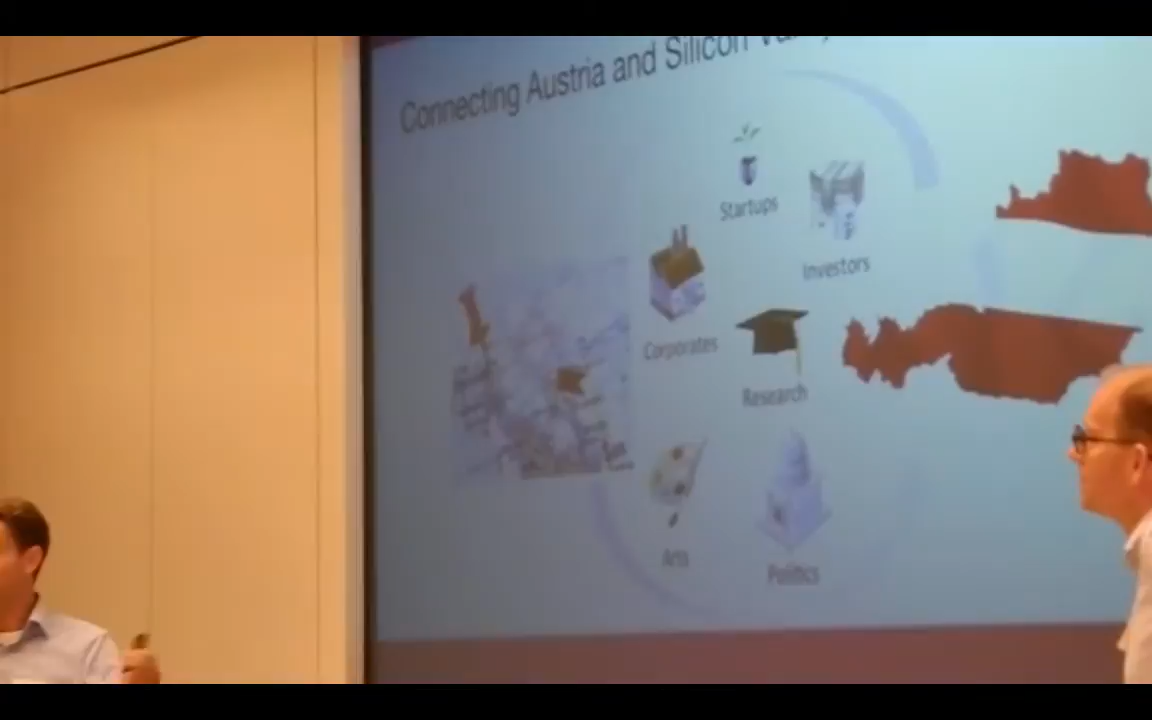 Connecting Austria and Silicon
Startups
Investors
Corporates
Research
Arts
Politics